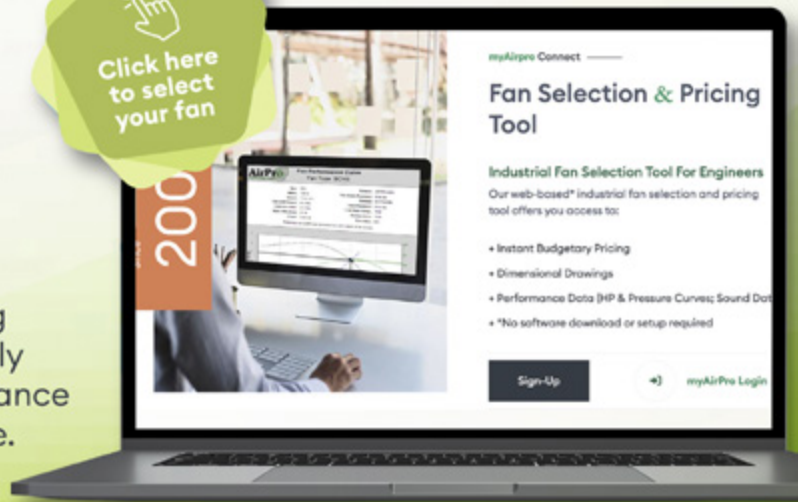 Click here
to select
your fan
myAirpro Connect
Fan Selection & Pricing
Tool
Industrial Fan Selection Tool For Engineers
Our web-based* industrial fan selection and pricing
tool offers you access to:
+ Instant Budgetary Pricing
+ Dimensional Drawings
+ Performance Data (HP & Pressure Curves; Sound Dat
+ *No software download or setup required
Sign-Up
myAirPro Login
200
AirPro
Fan Performance Curve
g
ly
ance
e.